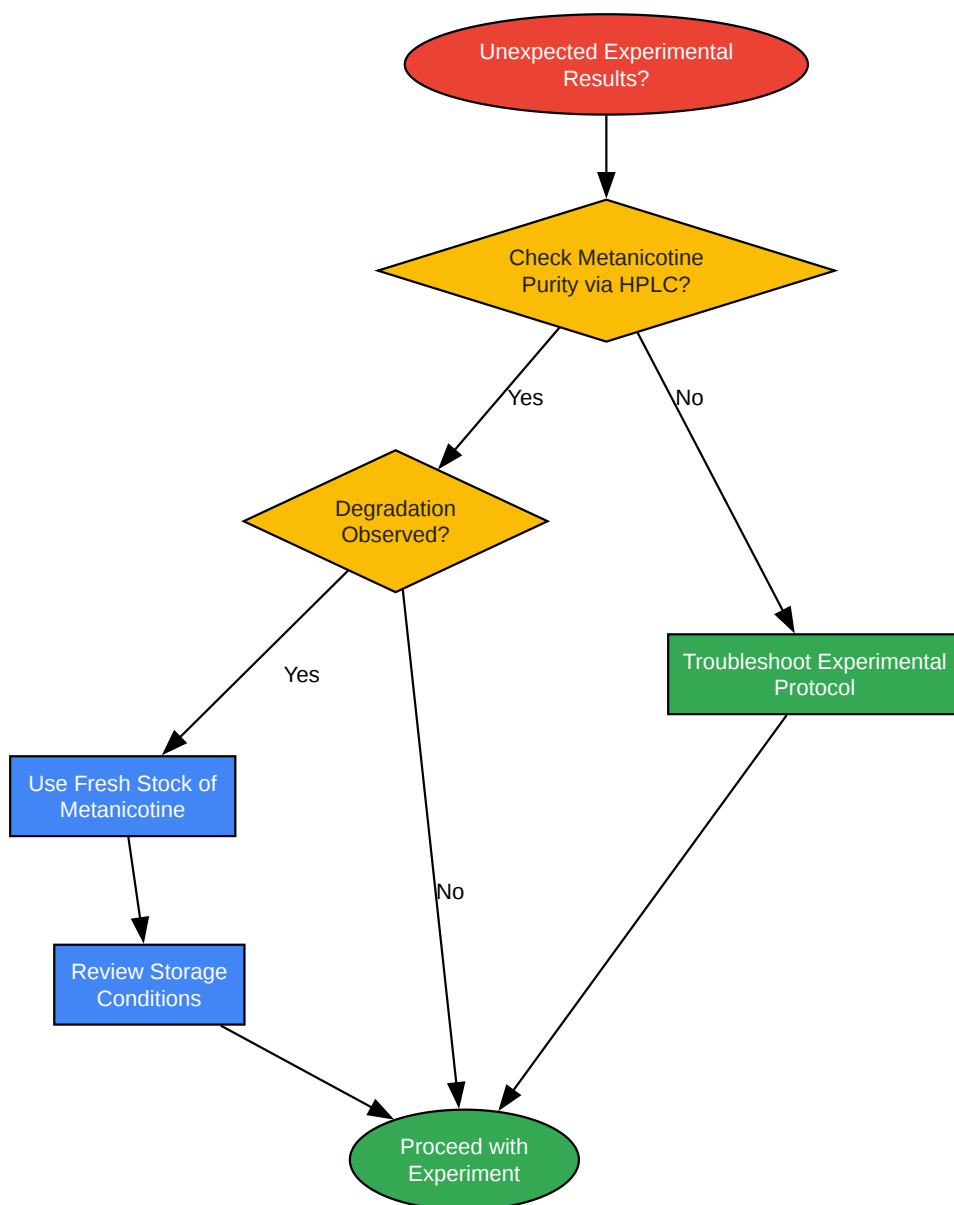 Unexpected Experimental
Results?
Check Metanicotine
Purity via HPLC?
Yes
No
Degradation
Observed?
Yes
Troubleshoot Experimental
Protocol
Use Fresh Stock of
Metanicotine
No
Review Storage
Conditions
Proceed with
Experiment